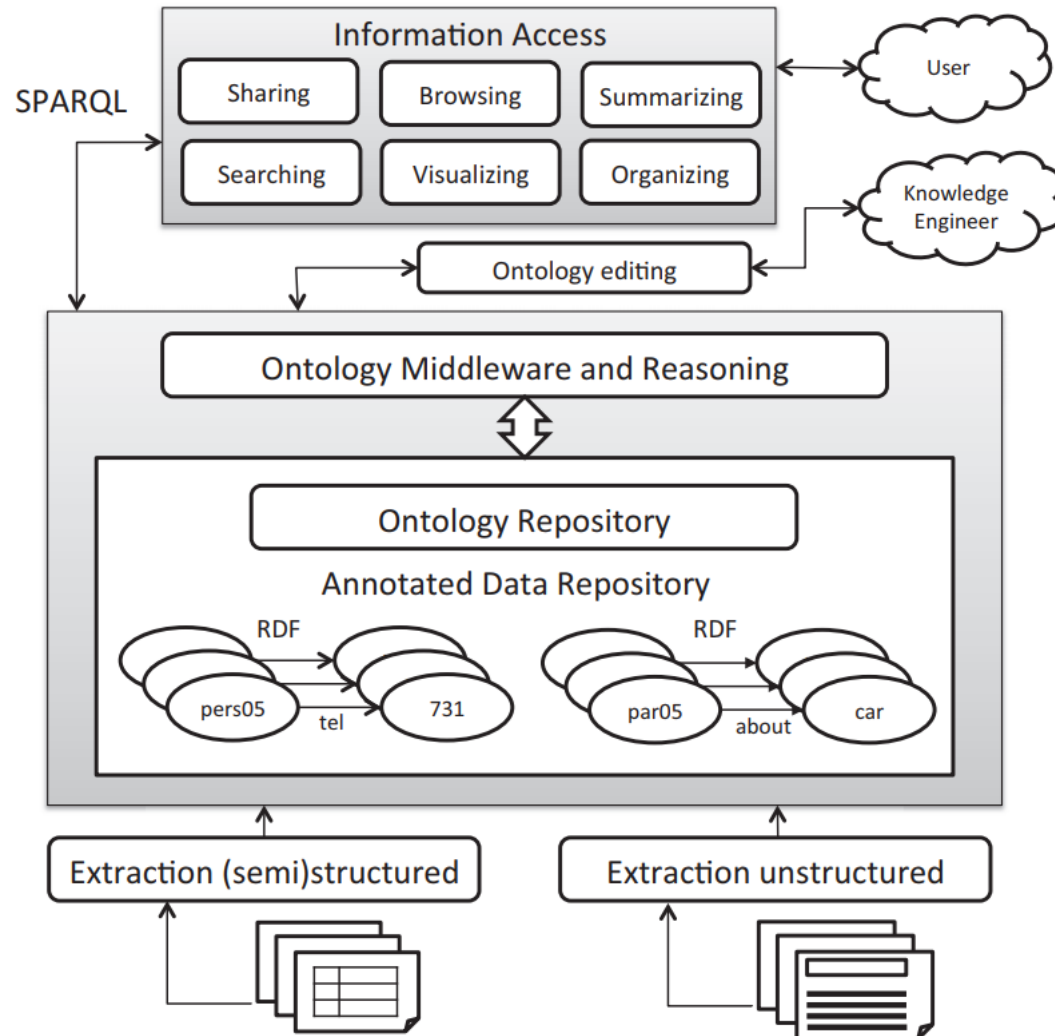 Information Access
SPARQL
Sharing
Browsing
Summarizing
Searching
Visualizing
Organizing
User
Knowledge
Engineer
Ontology editing
Ontology Middleware and Reasoning
Ontology Repository
Annotated Data Repository
RDF
pers05
tel
731
RDF
par05
about
car
Extraction (semi)structured
Extraction unstructured